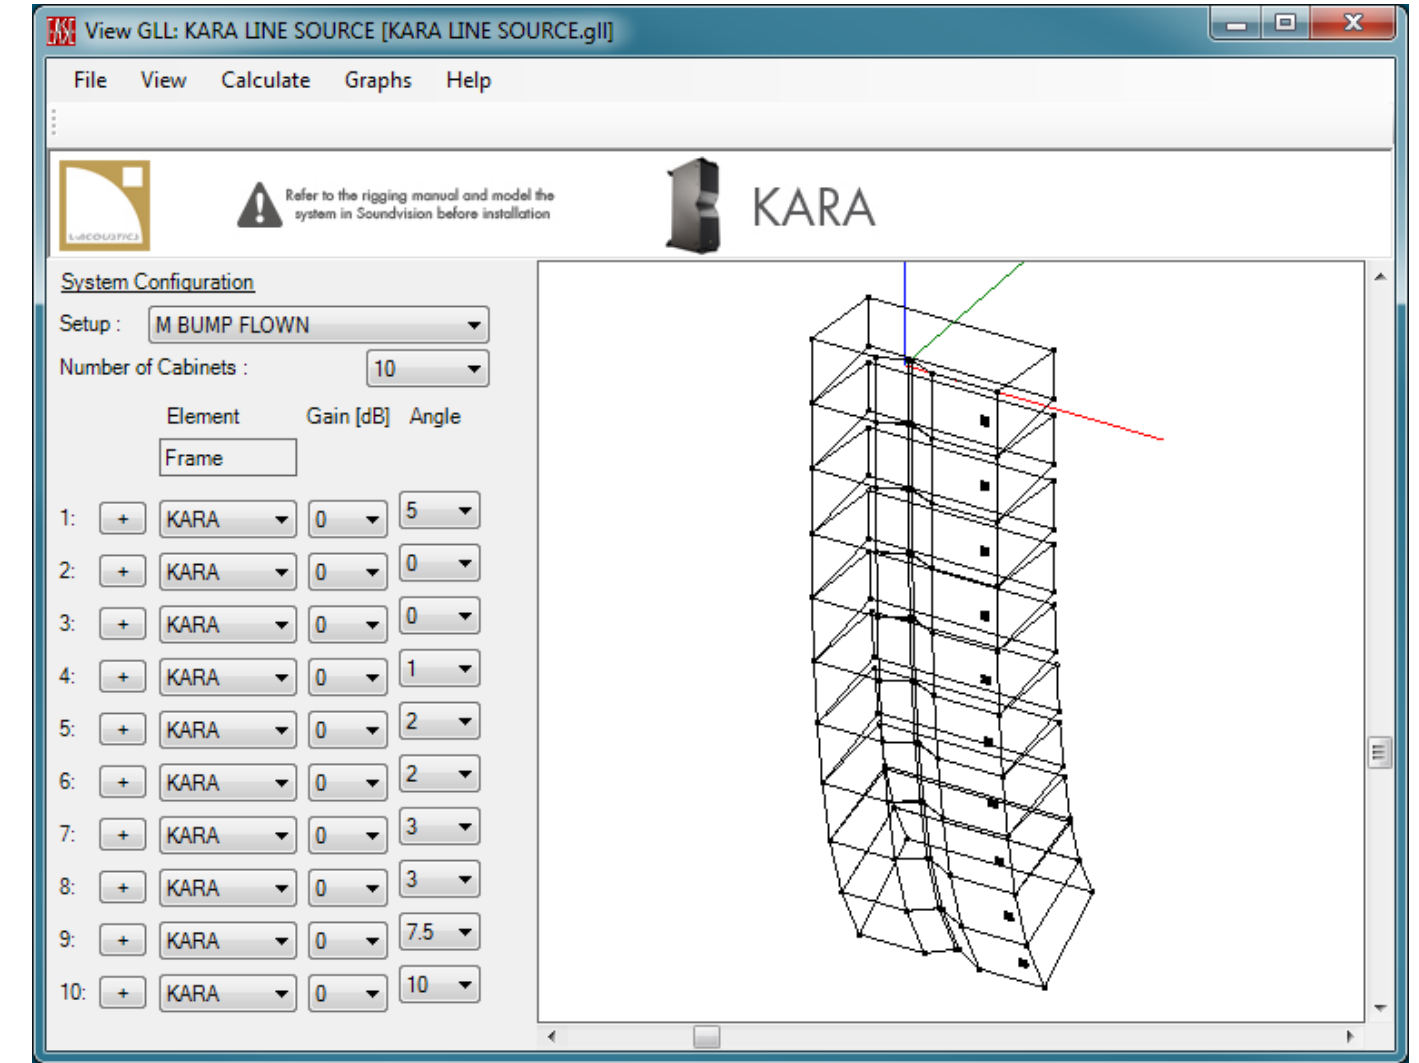 EASE View GLL: KARA LINE SOURCE [KARA LINE SOURCE.gll]
File View Calculate Graphs Help
L-ACOUSTICS
Refer to the rigging manual and model the
system in Soundvision before installation
KARA
System Configuration
Setup : M BUMP FLOWN
Number of Cabinets : 10
Element Gain [dB] Angle
Frame
1: + KARA 0 5
2: + KARA 0 0
3: + KARA 0 0
4: + KARA 0 1
5: + KARA 0 2
6: + KARA 0 2
7: + KARA 0 3
8: + KARA 0 3
9: + KARA 0 7.5
10: + KARA 0 10